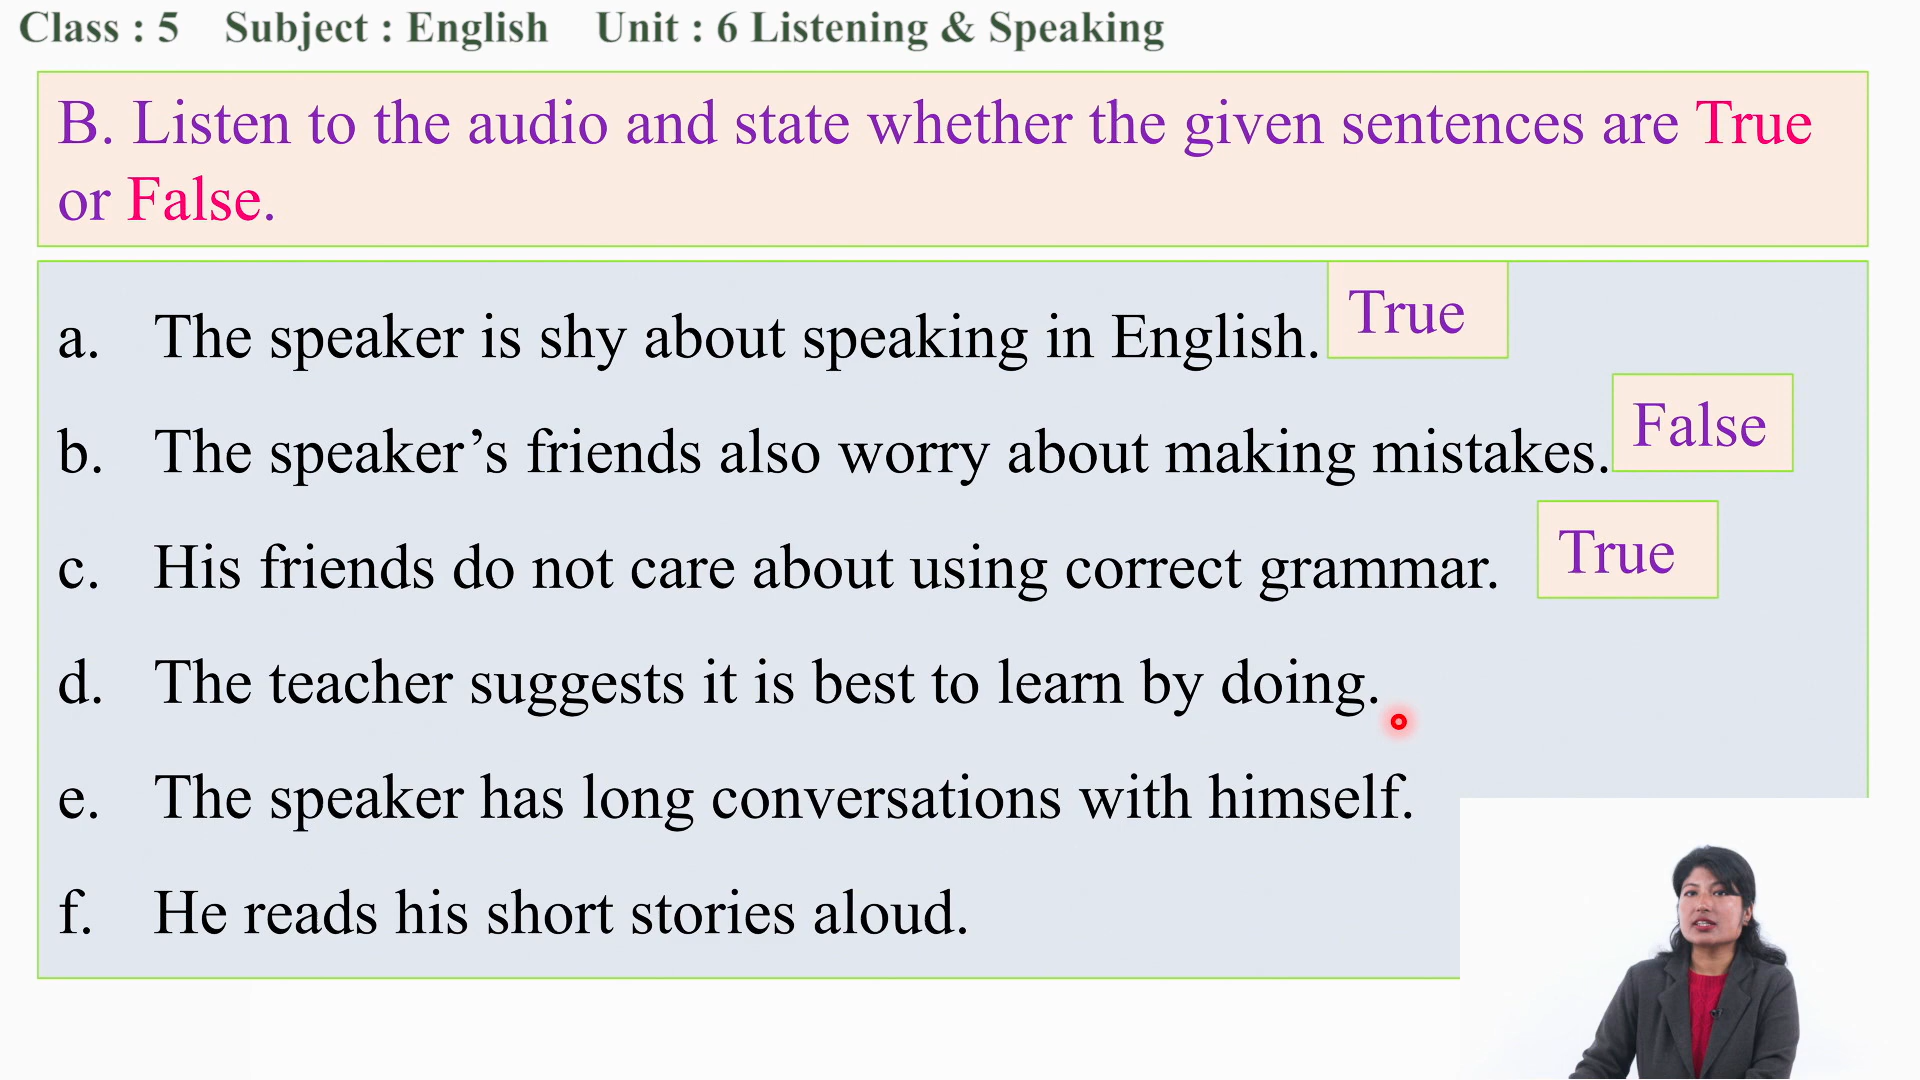 Class : 5 Subject : English Unit : 6 Listening & Speaking
B. Listen to the audio and state whether the given sentences are True
or False.
a. The speaker is shy about speaking in English. True
b. The speaker’s friends also worry about making mistakes. False
c. His friends do not care about using correct grammar. True
d. The teacher suggests it is best to learn by doing.
e. The speaker has long conversations with himself.
f. He reads his short stories aloud.